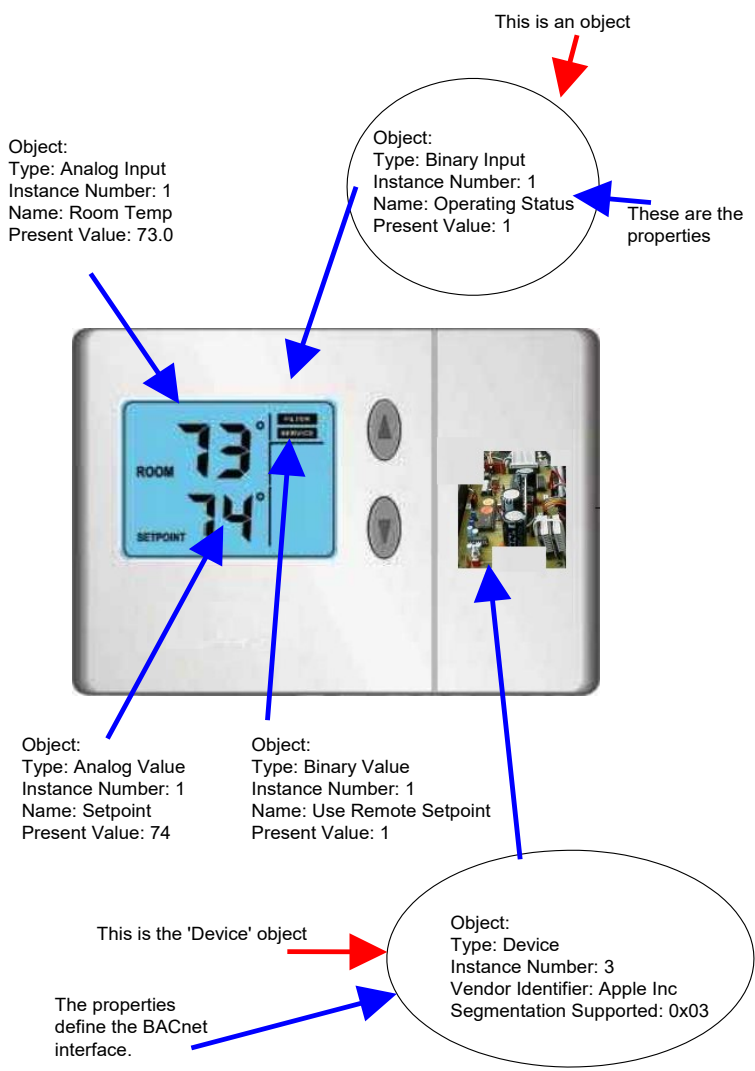 This is an object
Object:
Type: Analog Input
Instance Number: 1
Name: Room Temp
Present Value: 73.0
Object:
Type: Binary Input
Instance Number: 1
Name: Operating Status
Present Value: 1
These are the
properties
FILTER
SERVICE
73°
ROOM
74°
SETPOINT
Object:
Type: Analog Value
Instance Number: 1
Name: Setpoint
Present Value: 74
Object:
Type: Binary Value
Instance Number: 1
Name: Use Remote Setpoint
Present Value: 1
This is the 'Device' object
Object:
Type: Device
Instance Number: 3
Vendor Identifier: Apple Inc
Segmentation Supported: 0x03
The properties
define the BACnet
interface.